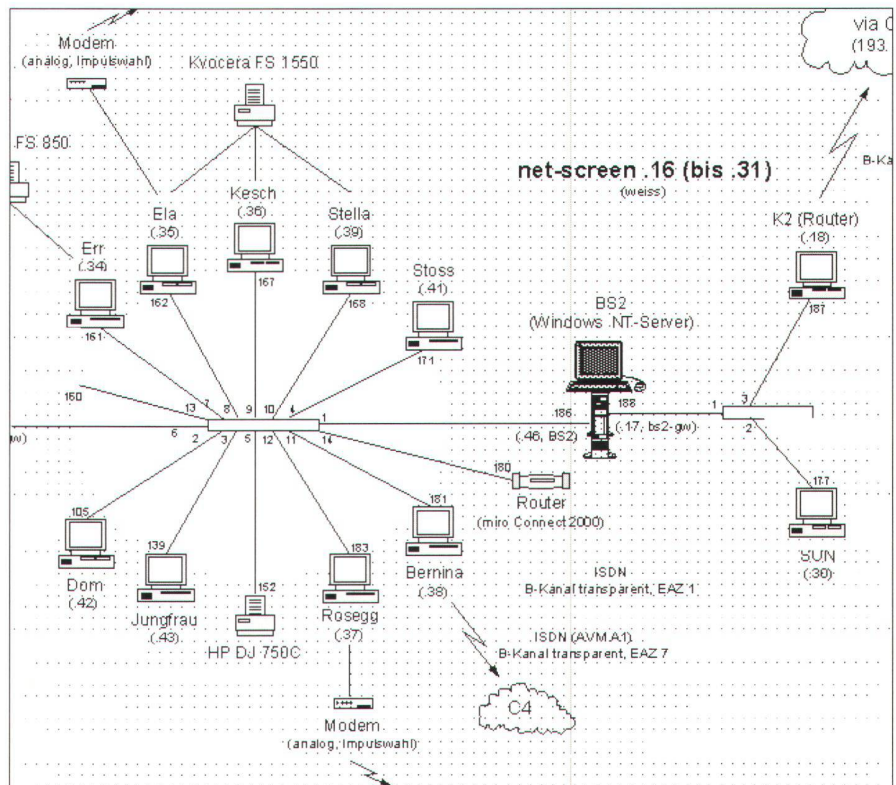 Modem
(analog, Impulswahl)
Kyocera FS 1550
via
(193.
FS 850
B-Ka
net-screen .16 (bis .31)
(weiss)
Kesch
(.36)
Ela
(.35)
Stella
(.39)
K2 (Router)
(.18)
Err
(.34)
Stoss
(.41)
167
162
168
187
161
171
BS2
(Windows NT-Server)
160
13 7 8 9 10 4 1
186
188
1 3
6
2 3 5 12 11 14
(.46, BS2)
(.17, bs2-gw)
2
gw)
180
Router
(miro Connect 2000)
177
SUN
(.30)
105
Dom
(.42)
139
Jungfrau
(.43)
152
HP DJ 750C
183
Rosegg
(.37)
181
Bernina
(.38)
ISDN
B-Kanal transparent, EAZ 1
ISDN (AVM A1)
B-Kanal transparent, EAZ 7
C4
Modem
(analog, Impulswahl)